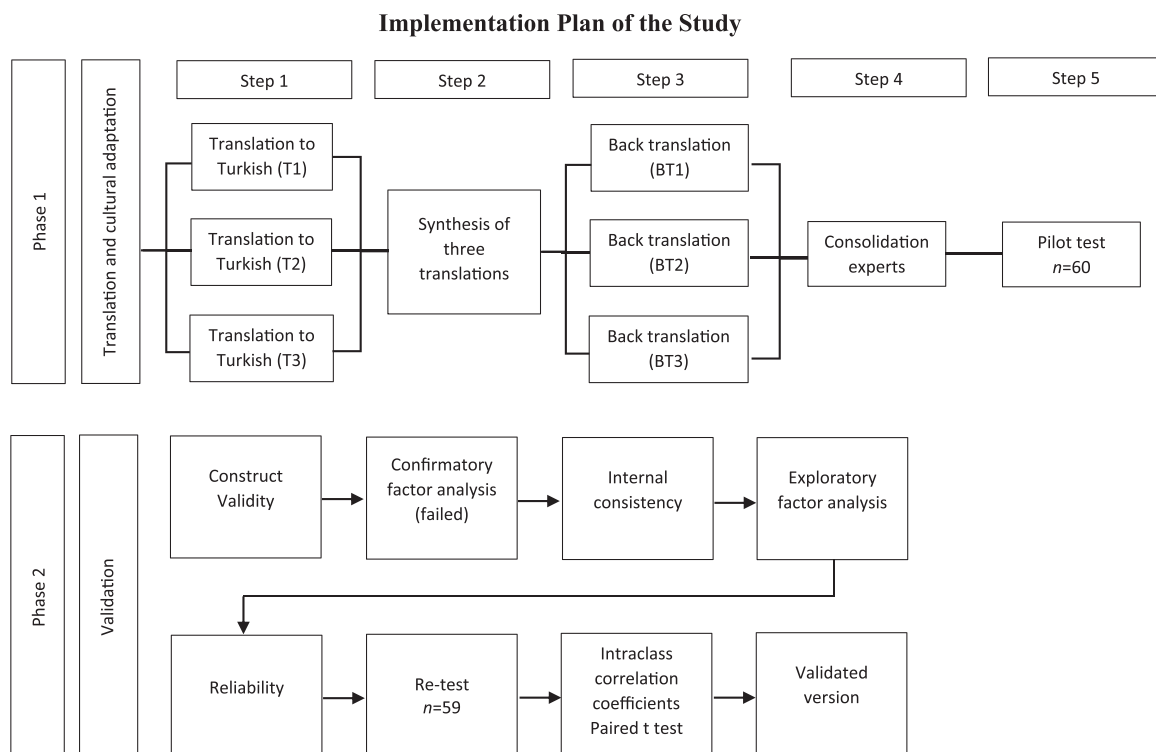 Implementation Plan of the Study
Phase 1
Translation and cultural adaptation
Step 1
Step 2
Step 3
Step 4
Step 5
Translation to
Turkish (T1)
Translation to
Turkish (T2)
Translation to
Turkish (T3)
Synthesis of
three
translations
Back translation
(BT1)
Back translation
(BT2)
Back translation
(BT3)
Consolidation
experts
Pilot test
n=60
Phase 2
Validation
Construct
Validity
Confirmatory
factor analysis
(failed)
Internal
consistency
Exploratory
factor analysis
Reliability
Re-test
n=59
Intraclass
correlation
coefficients
Paired t test
Validated
version